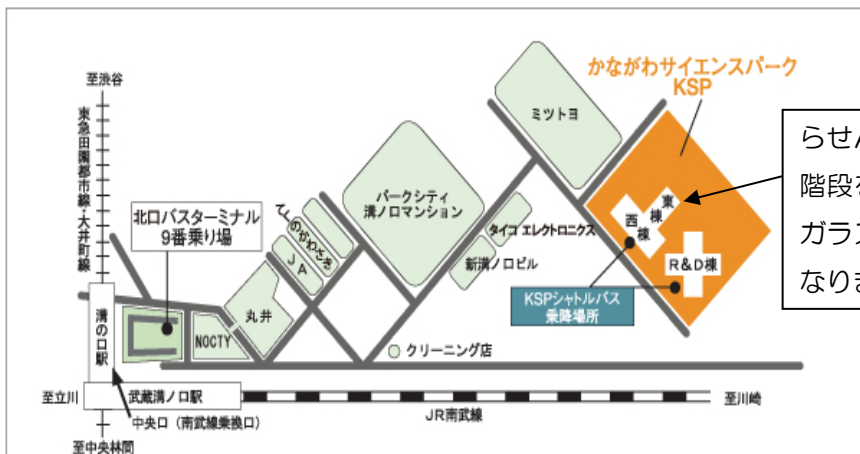 至渋谷
東急田園都市線・大井町線
北口バスターミナル
9番乗り場
てくのかわさき
JA
丸井
NOCTY
溝の口駅
武蔵溝ノ口駅
至立川
中央口（南武線乗換口）
至中央林間
JR南武線
至川崎
クリーニング店
パークシティ
溝ノ口マンション
ミツトヨ
タイコ エレクトロニクス
新溝ノ口ビル
KSPシャトルバス
乗降場所
かながわサイエンスパーク
KSP
西棟
東棟
R&D棟
らせん
階段を
ガラス
なりま